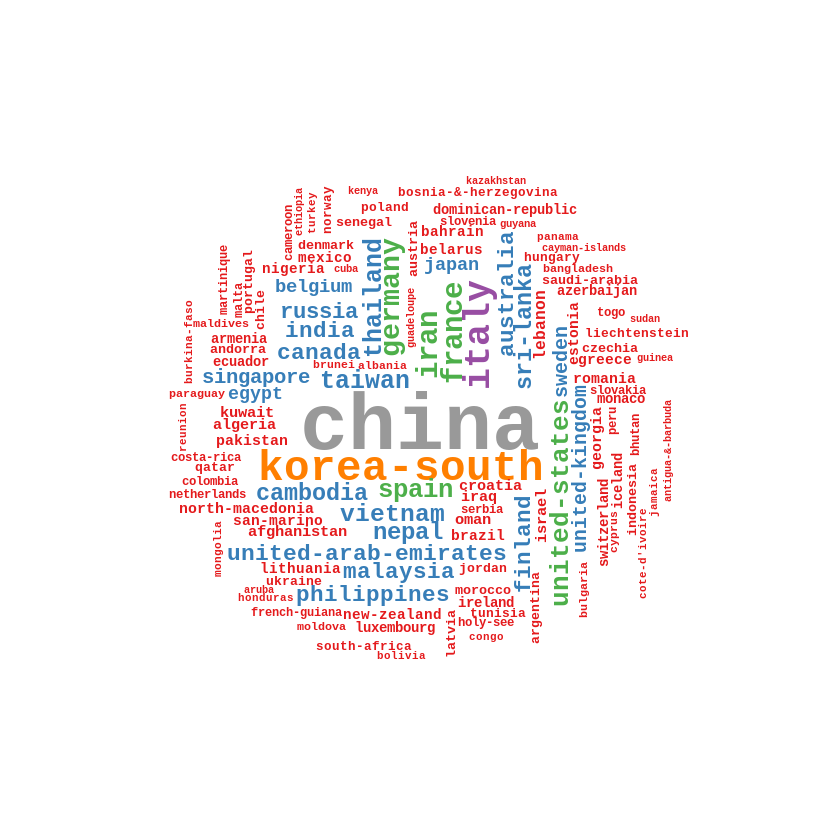 kazakhstan
kenya
bosnia-&-herzegovina
ethiopia
turkey
norway
cameroon
poland
dominican-republic
senegal
slovenia
guyana
austria
bahrain
panama
denmark
mexico
belarus
cayman-islands
hungary
nigeria
cuba
japan
bangladesh
martinique
malta
portugal
belgium
thailand
germany
australia
saudi-arabia
azerbaijan
chile
russia
guadeloupe
iran
france
italy
sri-lanka
lebanon
estonia
togo
sudan
burkina-faso
maldives
india
liechtenstein
armenia
andorra
canada
czechia
ecuador
brunei
albania
greece
guinea
singapore
taiwan
sweden
romania
paraguay
egypt
slovakia
monaco
reunion
kuwait
algeria
china
united-states
united-kingdom
georgia
peru
bhutan
antigua-&-barbuda
pakistan
costa-rica
qatar
korea-south
colombia
netherlands
cambodia
spain
croatia
iraq
switzerland
iceland
indonesia
jamaica
north-macedonia
san-marino
vietnam
serbia
oman
israel
finland
cyprus
cote-d'ivoire
mongolia
afghanistan
nepal
brazil
united-arab-emirates
lithuania
malaysia
jordan
ukraine
aruba
honduras
philippines
morocco
ireland
argentina
bulgaria
french-guiana
new-zealand
tunisia
moldova
luxembourg
latvia
holy-see
congo
south-africa
bolivia